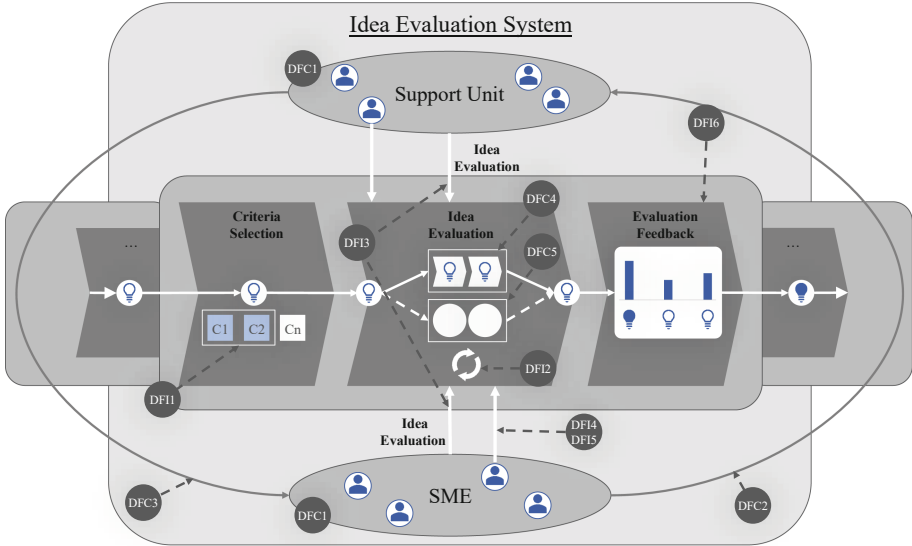 Idea Evaluation System
DFC1
Support Unit
DFI6
Idea
Evaluation
Criteria
Selection
Idea
Evaluation
DFC4
Evaluation
Feedback
...
DFI3
DFC5
...
C1
C2
Cn
DFI2
DFI1
Idea
Evaluation
DFI4
DFI5
DFC3
SME
DFC1
DFC2